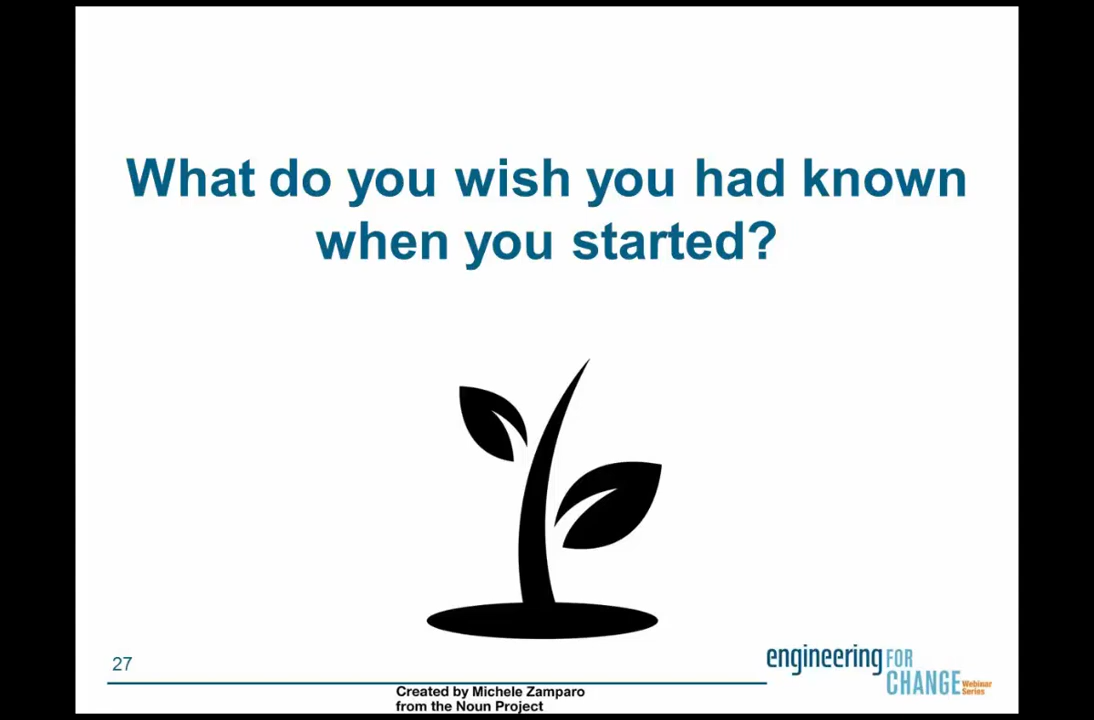 What do you wish you had known
when you started?
27
engineering FOR
CHANGE Webinar
Series
Created by Michele Zamparo
from the Noun Project